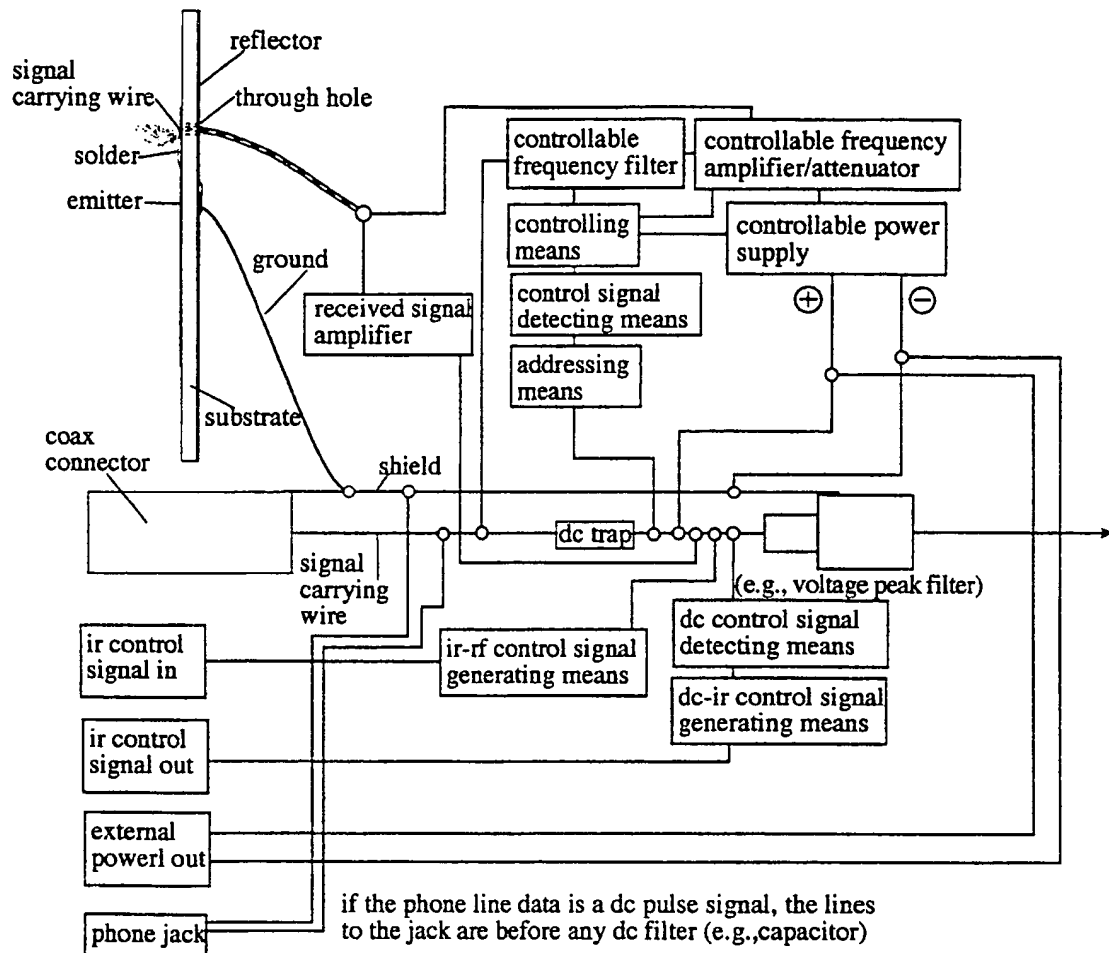 reflector
signal
carrying wire
through hole
solder
emitter
controllable
frequency filter
controllable frequency
amplifier/attenuator
controlling
means
controllable power
supply
ground
+
−
received signal
amplifier
control signal
detecting means
addressing
means
substrate
coax
connector
shield
dc trap
signal
carrying
wire
(e.g., voltage peak filter)
ir control
signal in
ir-rf control signal
generating means
dc control signal
detecting means
dc-ir control signal
generating means
ir control
signal out
external
powerl out
phone jack
if the phone line data is a dc pulse signal, the lines
to the jack are before any dc filter (e.g.,capacitor)